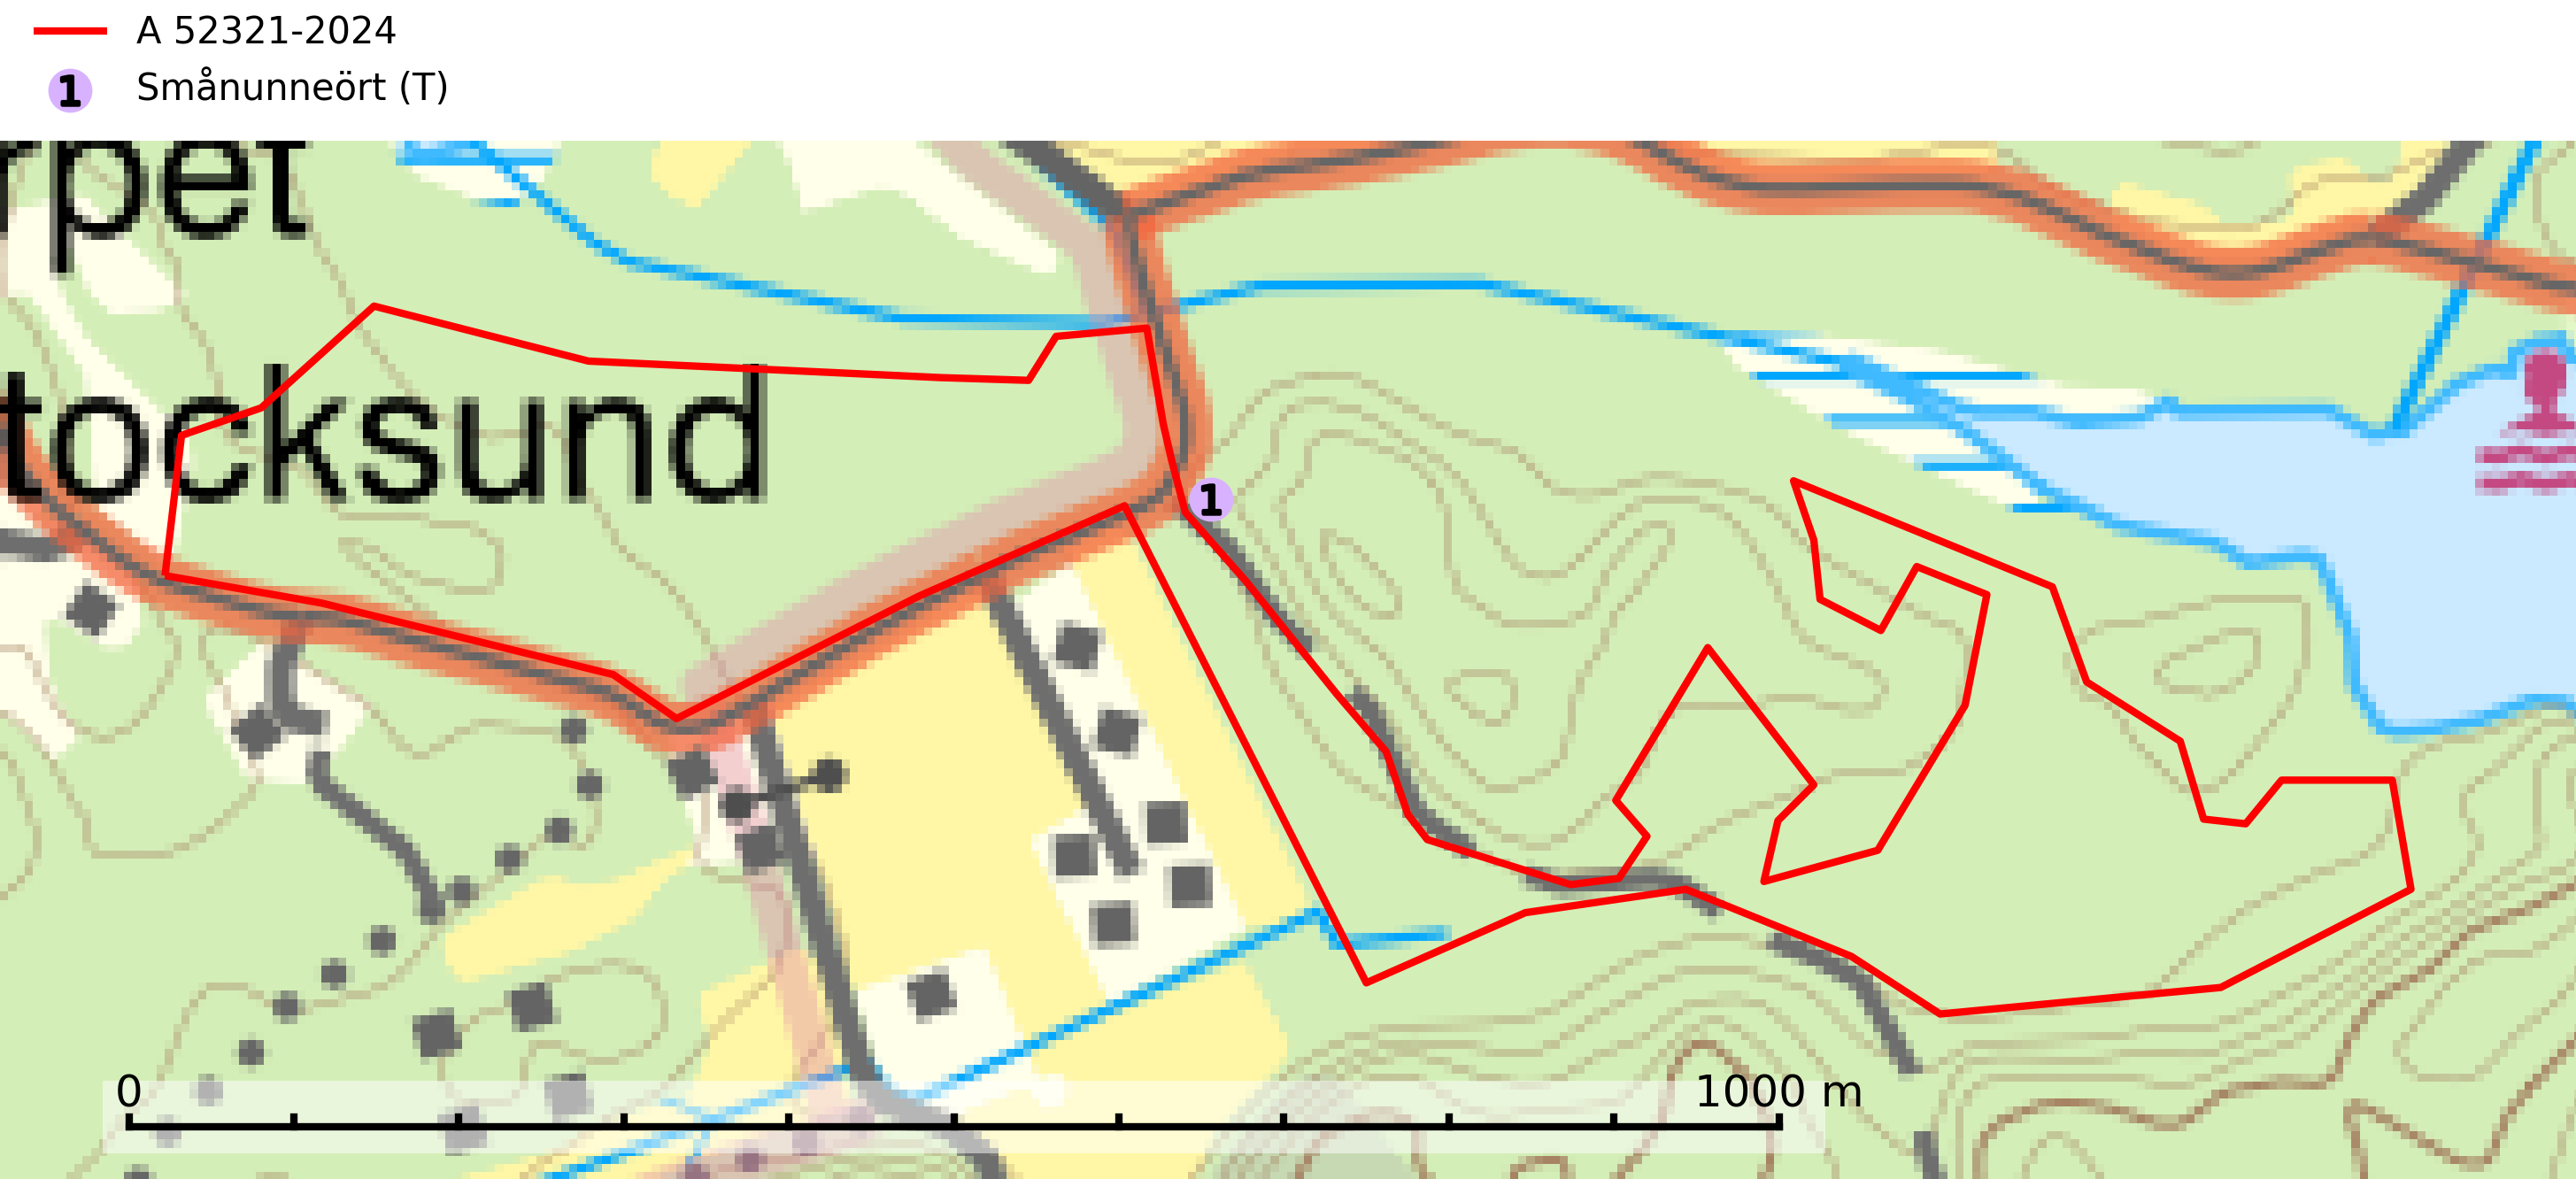 A 52321-2024
1 Smånunneört (T)
rpet
tocksund
1
0 1000 m